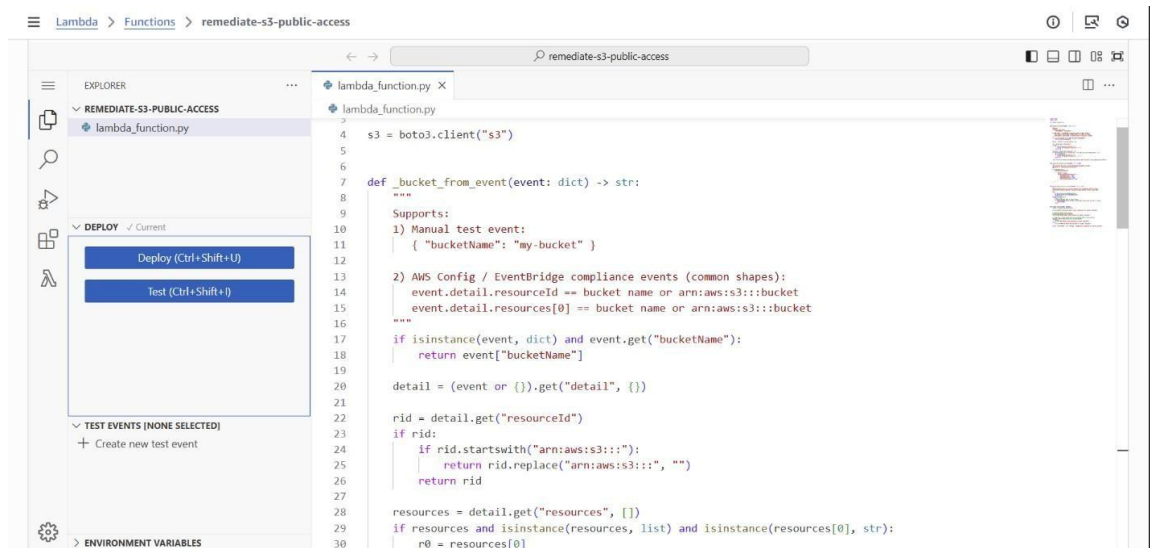 Lambda > Functions > remediate-s3-public-access
remediate-s3-public-access
EXPLORER
REMEDIATE-S3-PUBLIC-ACCESS
lambda_function.py
DEPLOY ✓ Current
Deploy (Ctrl+Shift+U)
Test (Ctrl+Shift+I)
TEST EVENTS [NONE SELECTED]
+ Create new test event
ENVIRONMENT VARIABLES
lambda_function.py
lambda_function.py
3
4 s3 = boto3.client("s3")
5
6
7 def _bucket_from_event(event: dict) -> str:
8 """
9 Supports:
10 1) Manual test event:
11 { "bucketName": "my-bucket" }
12
13 2) AWS Config / EventBridge compliance events (common shapes):
14 event.detail.resourceId == bucket name or arn:aws:s3:::bucket
15 event.detail.resources[0] == bucket name or arn:aws:s3:::bucket
16 """
17 if isinstance(event, dict) and event.get("bucketName"):
18 return event["bucketName"]
19
20 detail = (event or {}).get("detail", {})
21
22 rid = detail.get("resourceId")
23 if rid:
24 if rid.startswith("arn:aws:s3:::"):
25 return rid.replace("arn:aws:s3:::", "")
26 return rid
27
28 resources = detail.get("resources", [])
29 if resources and isinstance(resources, list) and isinstance(resources[0], str):
30 r0 = resources[0]